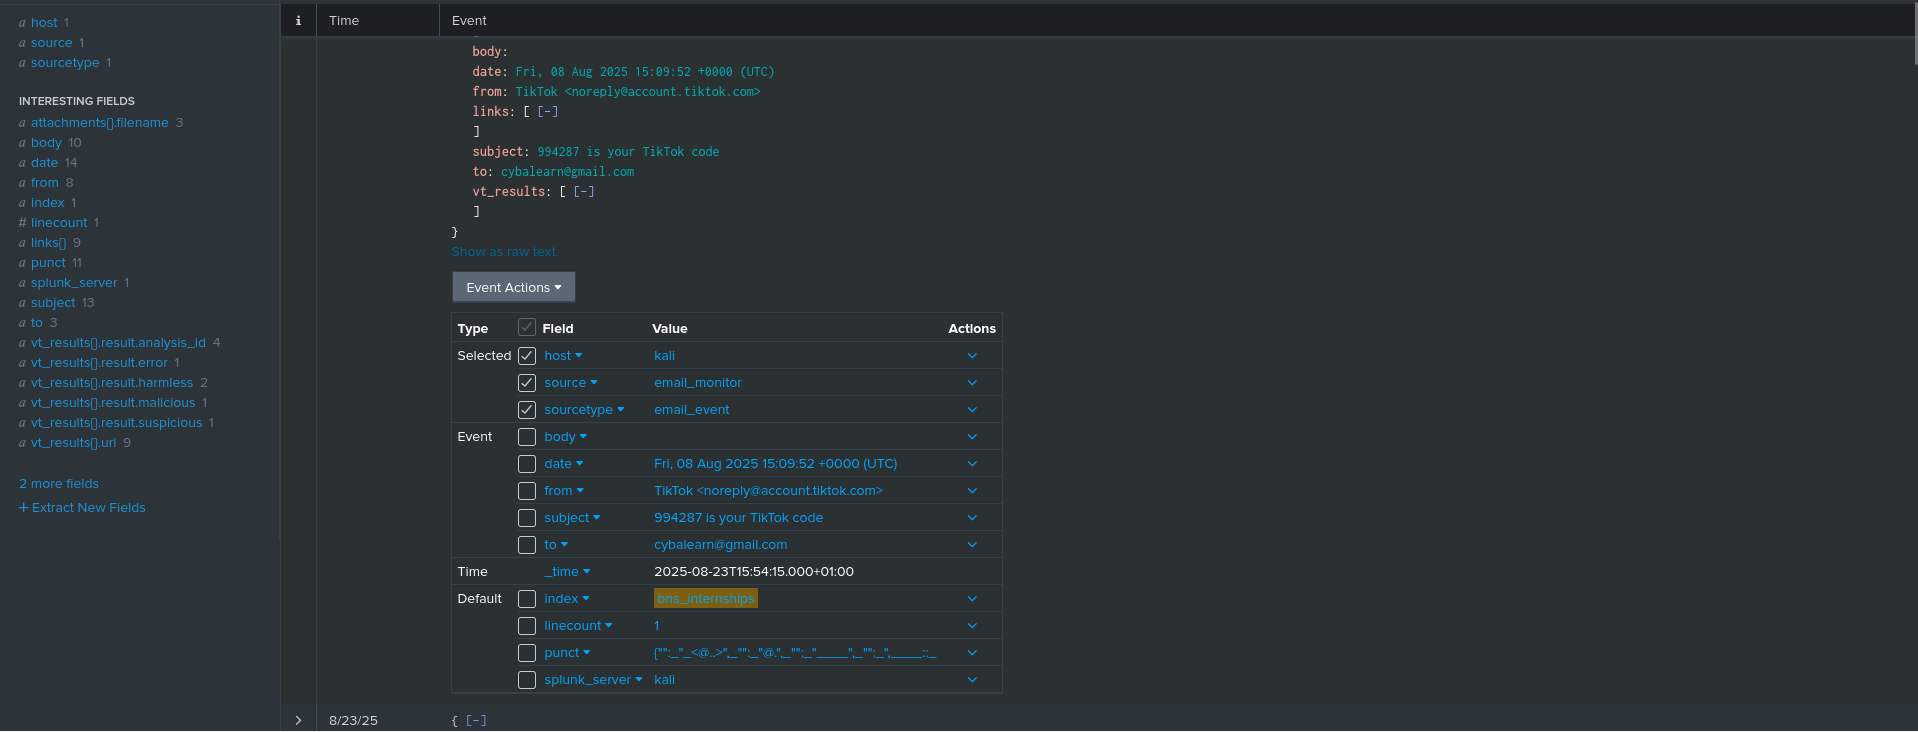 a host 1
a source 1
a sourcetype 1
INTERESTING FIELDS
a attachments{}.filename 3
a body 10
a date 14
a from 8
a index 1
# linecount 1
a links{} 9
a punct 11
a splunk_server 1
a subject 13
a to 3
a vt_results{}.result.analysis_id 4
a vt_results{}.result.error 1
a vt_results{}.result.harmless 2
a vt_results{}.result.malicious 1
a vt_results{}.result.suspicious 1
a vt_results{}.url 9
2 more fields
+ Extract New Fields
i Time Event
body:
date: Fri, 08 Aug 2025 15:09:52 +0000 (UTC)
from: TikTok <noreply@account.tiktok.com>
links: [ [-]
]
subject: 994287 is your TikTok code
to: cybalearn@gmail.com
vt_results: [ [-]
]
}
Show as raw text
Event Actions
Type Field Value Actions
Selected host kali
source email_monitor
sourcetype email_event
Event body
date Fri, 08 Aug 2025 15:09:52 +0000 (UTC)
from TikTok <noreply@account.tiktok.com>
subject 994287 is your TikTok code
to cybalearn@gmail.com
Time _time 2025-08-23T15:54:15.000+01:00
Default index bns_internships
linecount 1
punct
splunk_server kali
8/23/25 { [-]